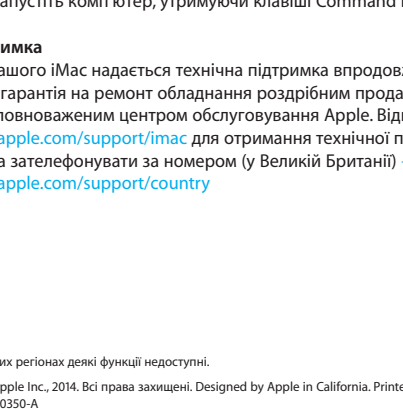 апустіть комп'ютер, утримуючи клавіші Command
имка
ашого iMac надається технічна підтримка впродов
гарантія на ремонт обладнання роздрібним прода
повноваженим центром обслуговування Apple. Від
apple.com/support/imac для отримання технічної п
а зателефонувати за номером (у Великій Британії)
apple.com/support/country
их регіонах деякі функції недоступні.
pple Inc., 2014. Всі права захищені. Designed by Apple in California. Printe
0350-A